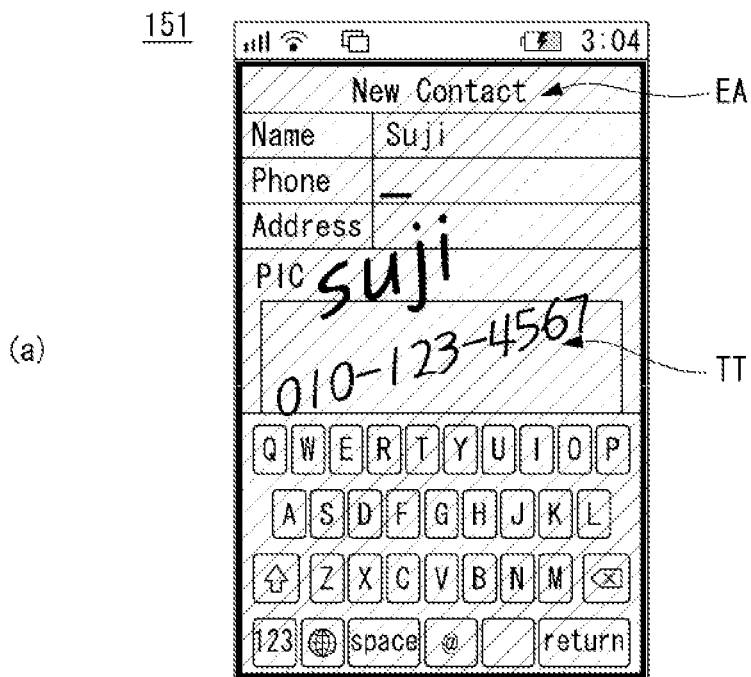 151
3:04
New Contact
EA
Name Suji
Phone
Address
PIC suji
010-123-4567
(a)
TT
Q W E R T Y U I O P
A S D F G H J K L
Z X C V B N M
123 space @ return